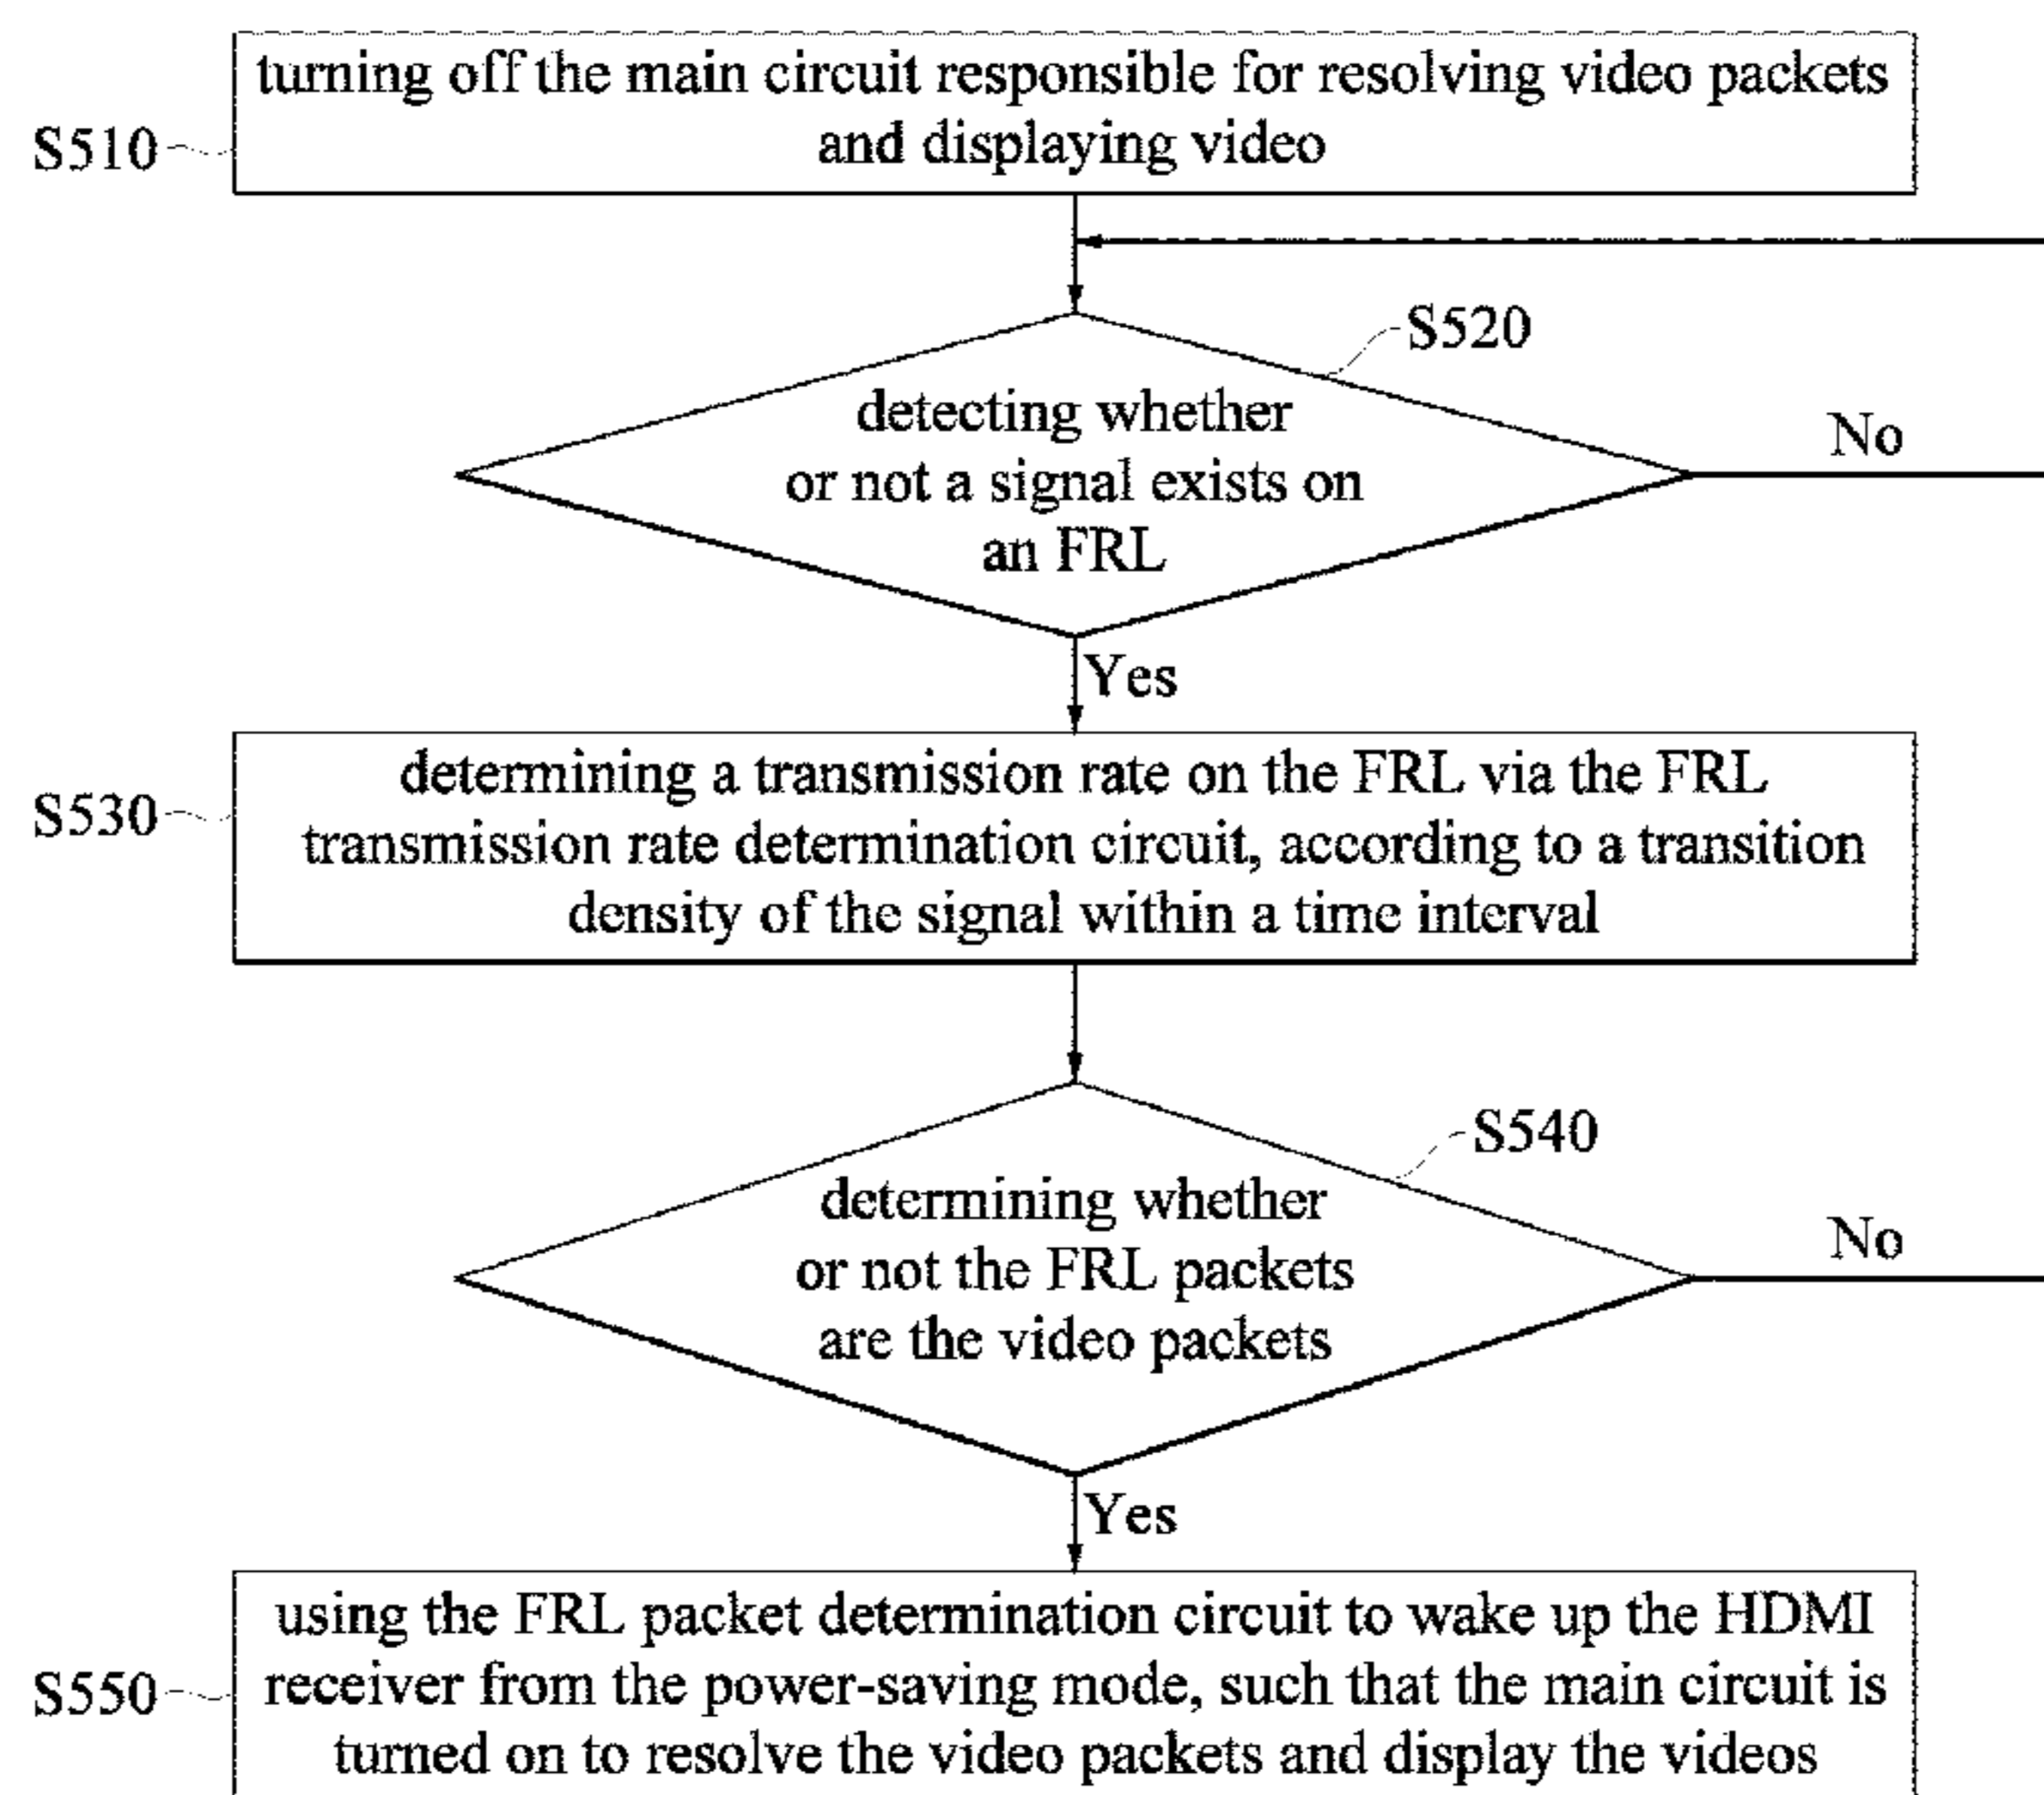 turning off the main circuit responsible for resolving video packets
and displaying video
S510
S520
detecting whether
or not a signal exists on
an FRL
No
Yes
determining a transmission rate on the FRL via the FRL
transmission rate determination circuit, according to a transition
density of the signal within a time interval
S530
S540
determining whether
or not the FRL packets
are the video packets
No
Yes
using the FRL packet determination circuit to wake up the HDMI
receiver from the power-saving mode, such that the main circuit is
turned on to resolve the video packets and display the videos
S550